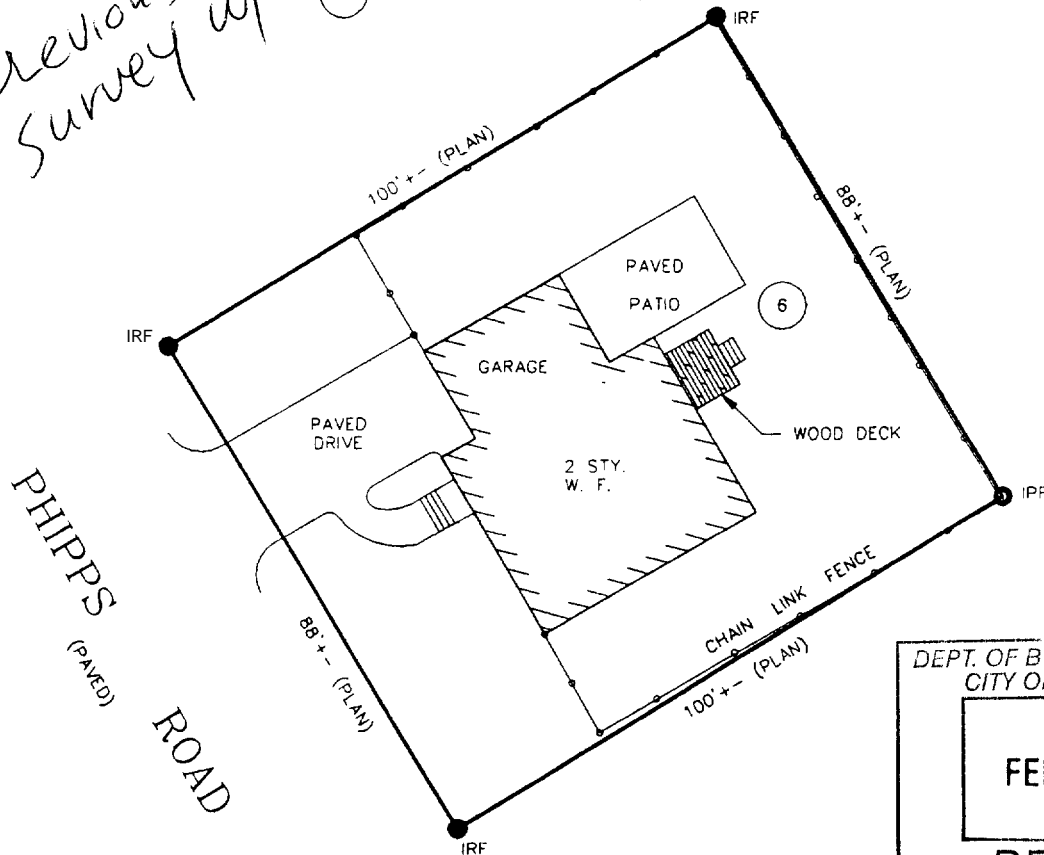 Survey
IRF
100'+- (PLAN)
88'+- (PLAN)
PAVED
PATIO
6
IRF
GARAGE
PAVED
DRIVE
WOOD DECK
2 STY.
W. F.
IPF
PHIPPS
(PAVED)
ROAD
CHAIN LINK FENCE
88'+- (PLAN)
100'+- (PLAN)
DEPT. OF B
CITY O
FE
IRF